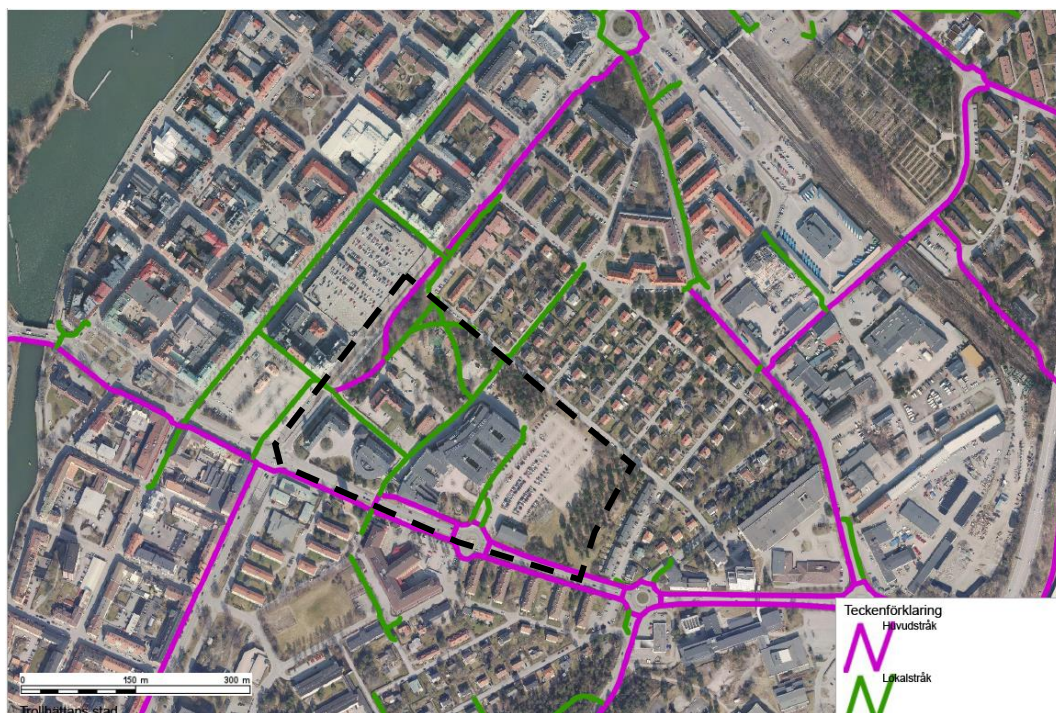 Teckenförklaring
Huvudstråk
Lokalstråk
0 150 m 300 m
Trollhättans stad